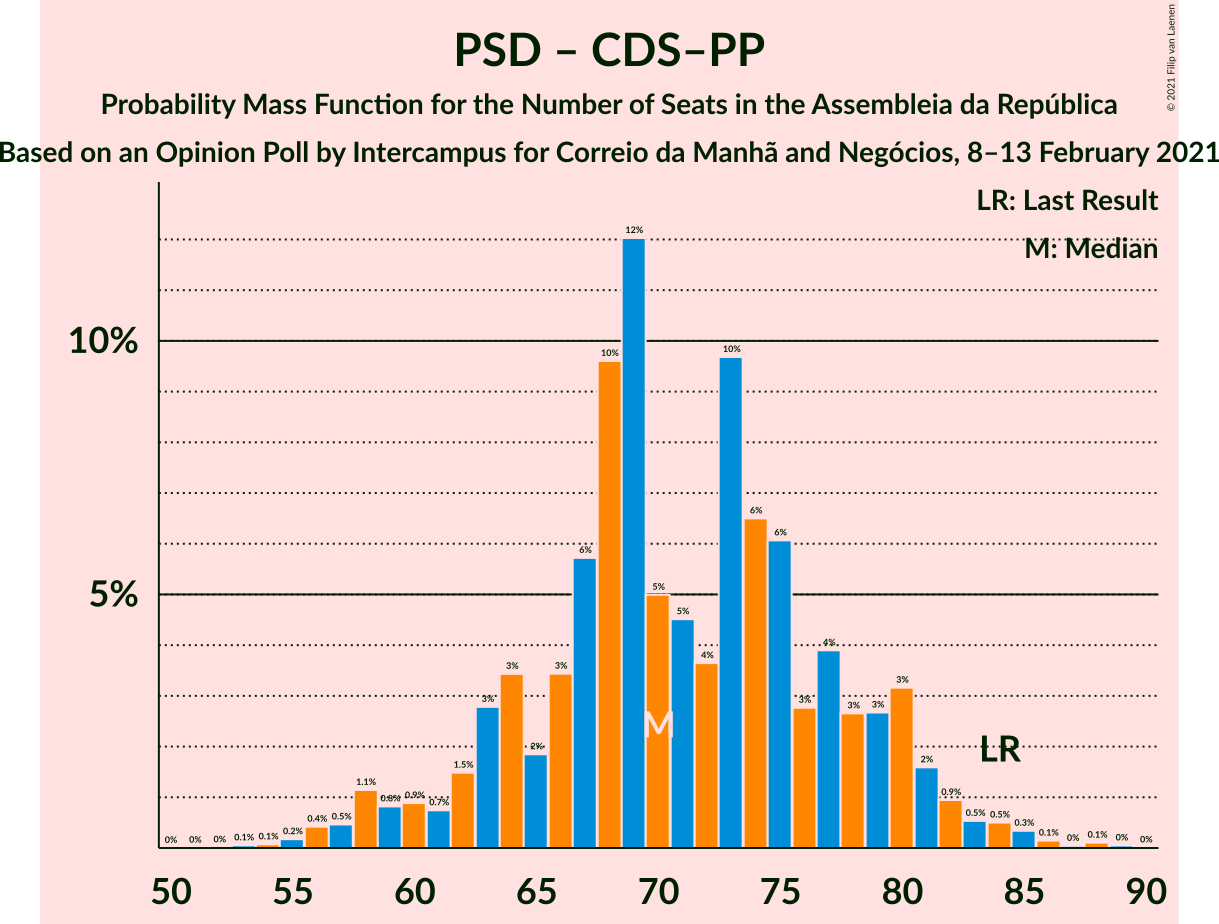 PSD – CDS–PP
Probability Mass Function for the Number of Seats in the Assembleia da República
Based on an Opinion Poll by Intercampus for Correio da Manhã and Negócios, 8–13 February 2021
© 2021 Filip van Laenen
LR: Last Result
M: Median
10%
5%
0% 0% 0% 0.1% 0.1% 0.2% 0.4% 0.5% 1.1% 0.8% 0.9% 0.7% 1.5% 3% 3% 2% 3% 6% 10% 12% 5% 5% 4% 10% 6% 6% 3% 4% 3% 3% 3% 2% 0.9% 0.5% 0.5% 0.3% 0.1% 0% 0.1% 0% 0%
M
LR
50 55 60 65 70 75 80 85 90